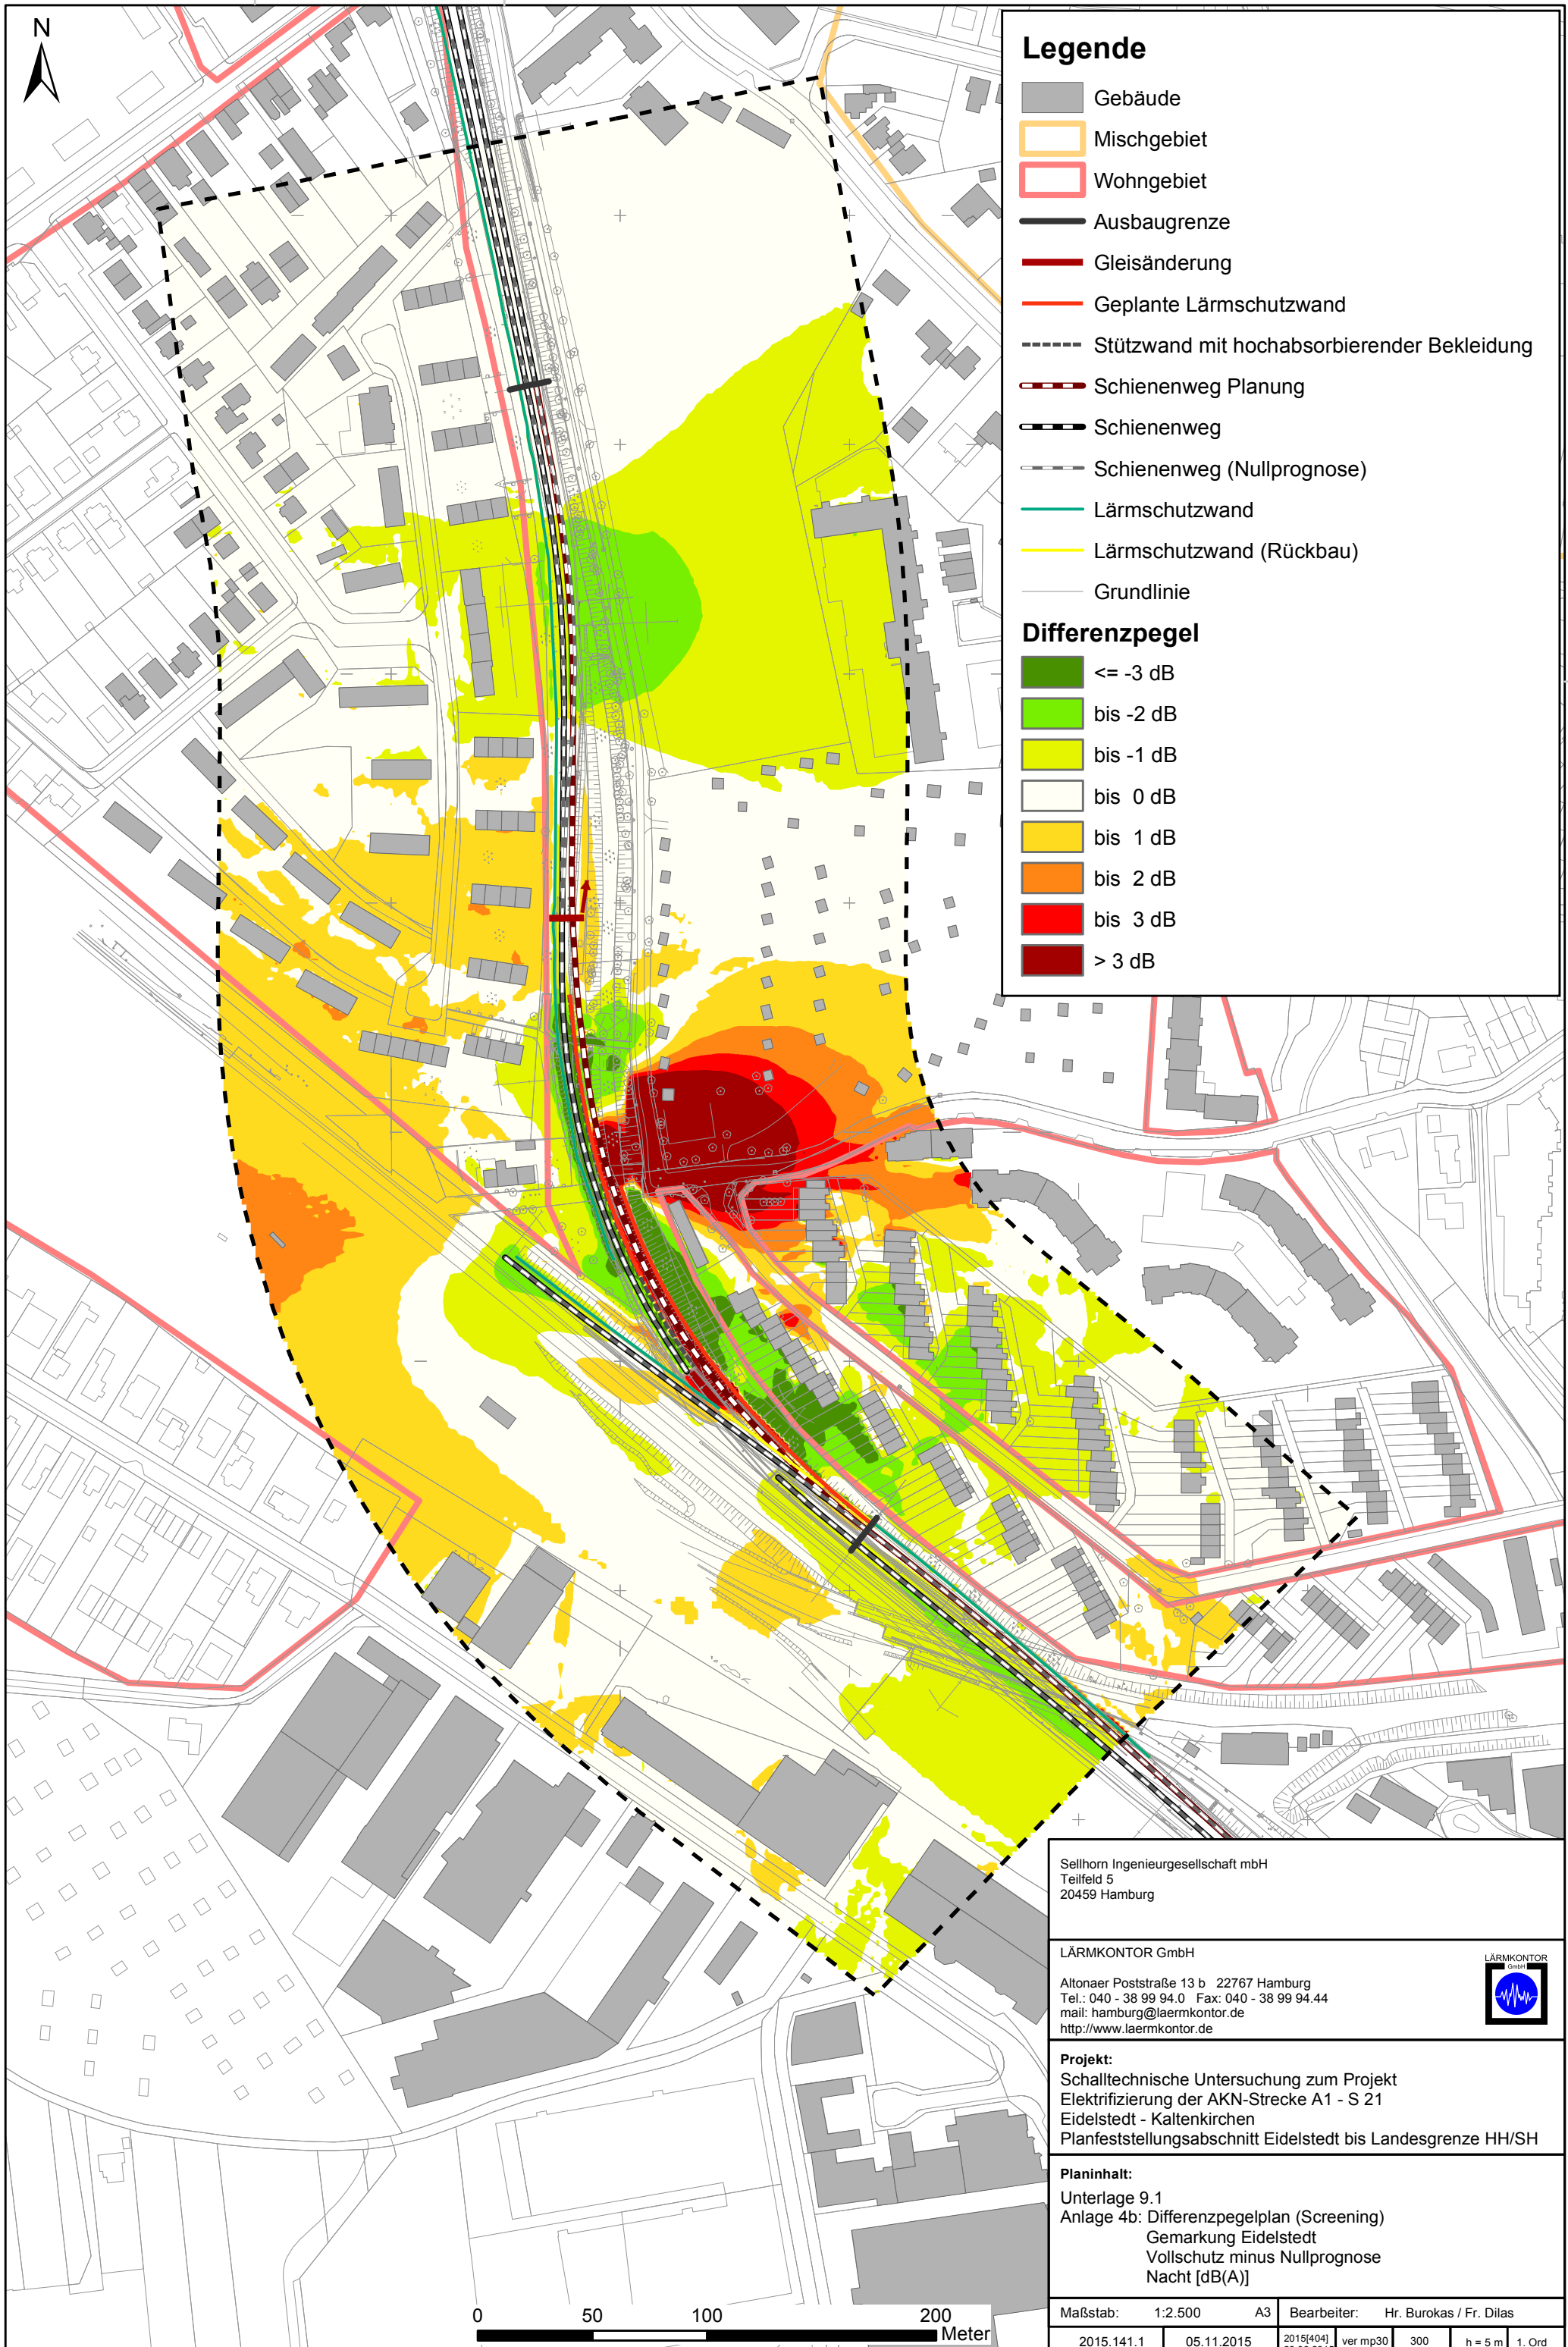 N
Legende
Gebäude
Mischgebiet
Wohngebiet
Ausbaugrenze
Gleisänderung
Geplante Lärmschutzwand
Stützwand mit hochabsorbierender Bekleidung
Schienenweg Planung
Schienenweg
Schienenweg (Nullprognose)
Lärmschutzwand
Lärmschutzwand (Rückbau)
Grundlinie
Differenzpegel
<= -3 dB
bis -2 dB
bis -1 dB
bis 0 dB
bis 1 dB
bis 2 dB
bis 3 dB
> 3 dB
Sellhorn Ingenieurgesellschaft mbH
Teilfeld 5
20459 Hamburg
LÄRMKONTOR GmbH
Altonaer Poststraße 13 b 22767 Hamburg
Tel.: 040 - 38 99 94.0 Fax: 040 - 38 99 94.44
mail: hamburg@laermkontor.de
http://www.laermkontor.de
LÄRMKONTOR
GmbH
Projekt:
Schalltechnische Untersuchung zum Projekt
Elektrifizierung der AKN-Strecke A1 - S 21
Eidelstedt - Kaltenkirchen
Planfeststellungsabschnitt Eidelstedt bis Landesgrenze HH/SH
Planinhalt:
Unterlage 9.1
Anlage 4b: Differenzpegelplan (Screening)
Gemarkung Eidelstedt
Vollschutz minus Nullprognose
Nacht [dB(A)]
Maßstab: 1:2.500 A3 Bearbeiter: Hr. Burokas / Fr. Dilas
2015.141.1 05.11.2015 2015[404] ver mp30 300 h = 5 m 1. Ord
0 50 100 200
Meter